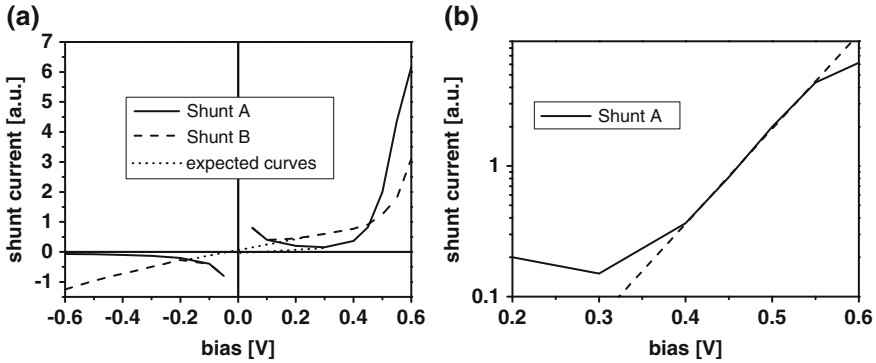 (a)
7
6
5
4
3
2
1
0
-1
shunt current [a.u.]
Shunt A
Shunt B
expected curves
-0.6 -0.4 -0.2 0.0 0.2 0.4 0.6
bias [V]
(b)
1
0.1
shunt current [a.u.]
Shunt A
0.2 0.3 0.4 0.5 0.6
bias [V]